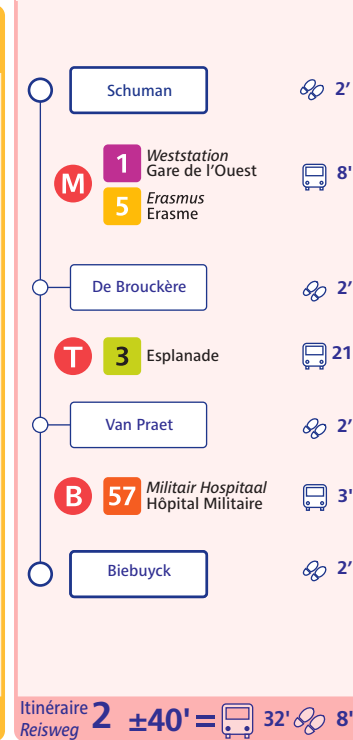 Schuman 2’
M 1 Weststation
Gare de l’Ouest 8'
5 Erasmus
Erasme
De Brouckère 2’
T 3 Esplanade 21
Van Praet 2’
B 57 Militair Hospitaal
Hôpital Militaire 3'
Biebuyck 2’
Itinéraire
Reisweg 2 ±40' = 32' 8'